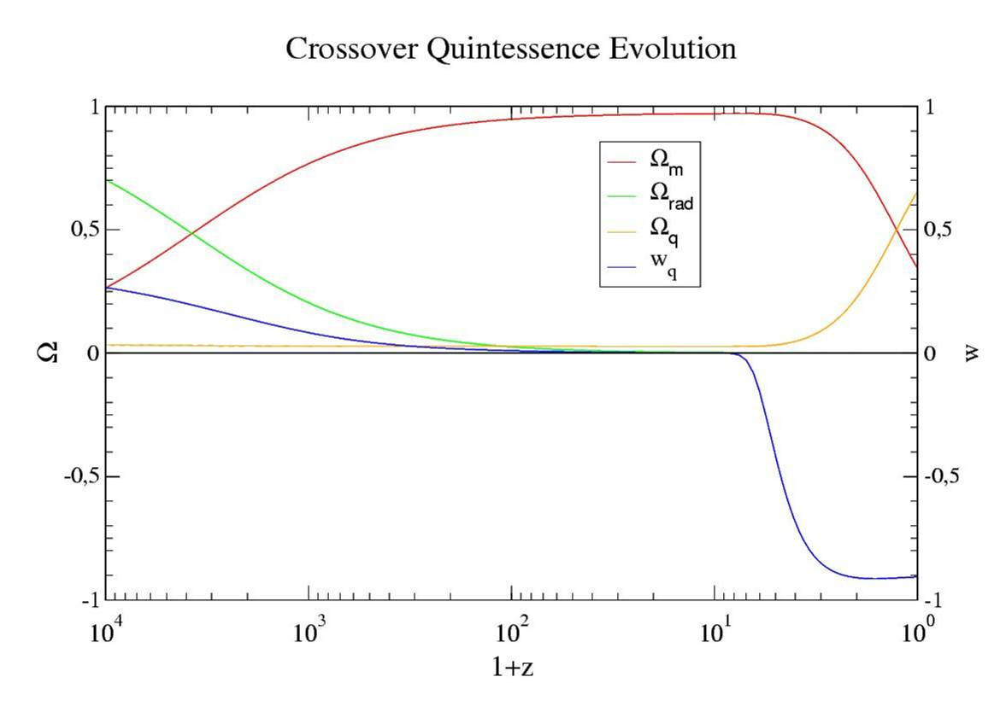 Crossover Quintessence Evolution
1
0,5
0
-0,5
-1
Ω
1
0,5
0
-0,5
-1
w
Ωm
Ωrad
Ωq
wq
10^4
10^3
10^2
10^1
10^0
1+z